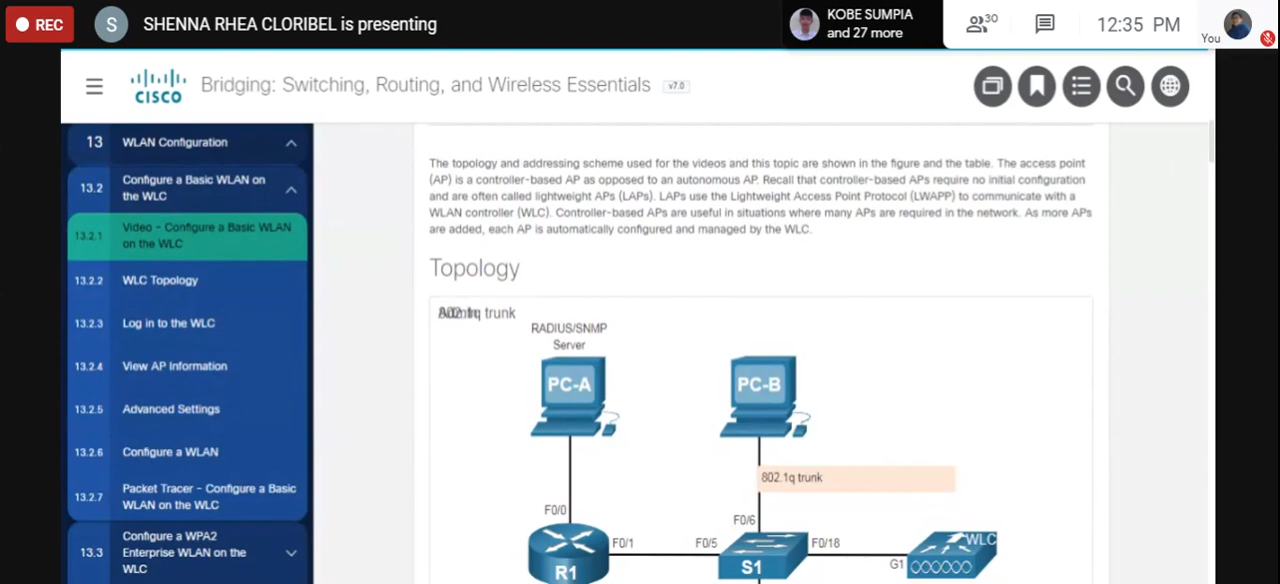 REC
S
SHENNA RHEA CLORIBEL is presenting
KOBE SUMPIA
and 27 more
30
12:35 PM
You
CISCO
Bridging: Switching, Routing, and Wireless Essentials
v7.0
13 WLAN Configuration
13.2 Configure a Basic WLAN on
the WLC
13.2.1 Video - Configure a Basic WLAN
on the WLC
13.2.2 WLC Topology
13.2.3 Log in to the WLC
13.2.4 View AP Information
13.2.5 Advanced Settings
13.2.6 Configure a WLAN
13.2.7 Packet Tracer - Configure a Basic
WLAN on the WLC
13.3 Configure a WPA2
Enterprise WLAN on the
WLC
The topology and addressing scheme used for the videos and this topic are shown in the figure and the table. The access point
(AP) is a controller-based AP as opposed to an autonomous AP. Recall that controller-based APs require no initial configuration
and are often called lightweight APs (LAPs). LAPs use the Lightweight Access Point Protocol (LWAPP) to communicate with a
WLAN controller (WLC). Controller-based APs are useful in situations where many APs are required in the network. As more APs
are added, each AP is automatically configured and managed by the WLC.
Topology
trunk
RADIUS/SNMP
Server
PC-A
PC-B
802.1q trunk
F0/0
F0/6
F0/1
F0/5
F0/18
WLC
G1
R1
S1